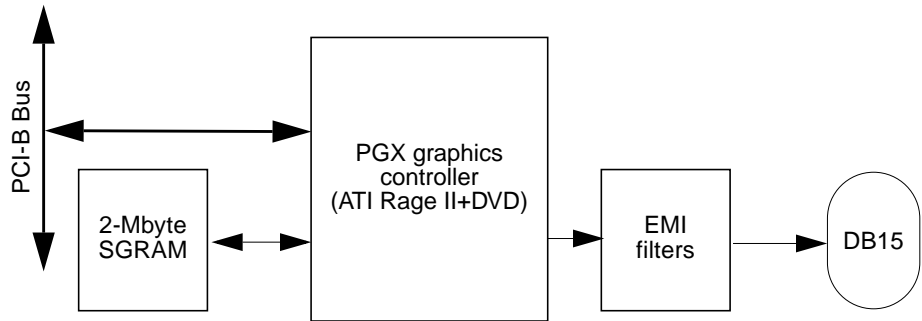 PCI-B Bus
PGX graphics
controller
(ATI Rage II+DVD)
2-Mbyte
SGRAM
EMI
filters
DB15